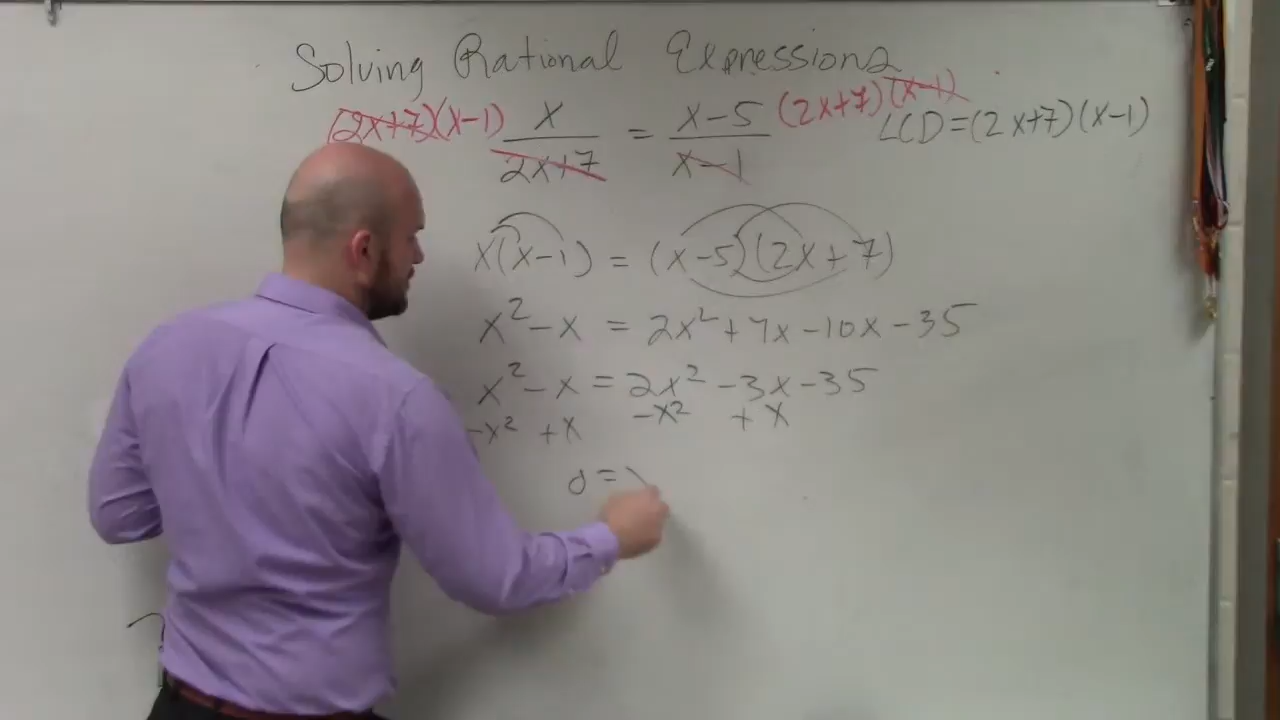 Solving Rational Expressions
(2x+7)(x-1) x/(2x+7) = (x-5)/(x-1) (2x+7)(x-1) LCD=(2x+7)(x-1)
x(x-1) = (x-5)(2x+7)
x²-x = 2x²+7x-10x-35
x²-x = 2x²-3x-35
-x² +x -x² +x
0=